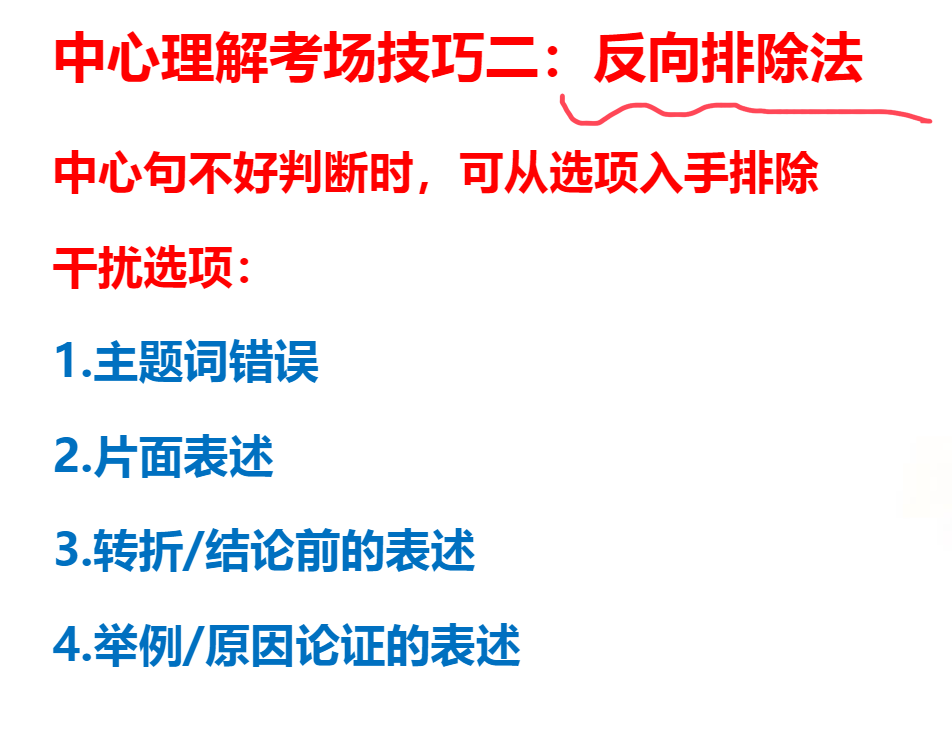 中心理解考场技巧二：反向排除法
中心句不好判断时，可从选项入手排除
干扰选项：
1.主题词错误
2.片面表述
3.转折/结论前的表述
4.举例/原因论证的表述